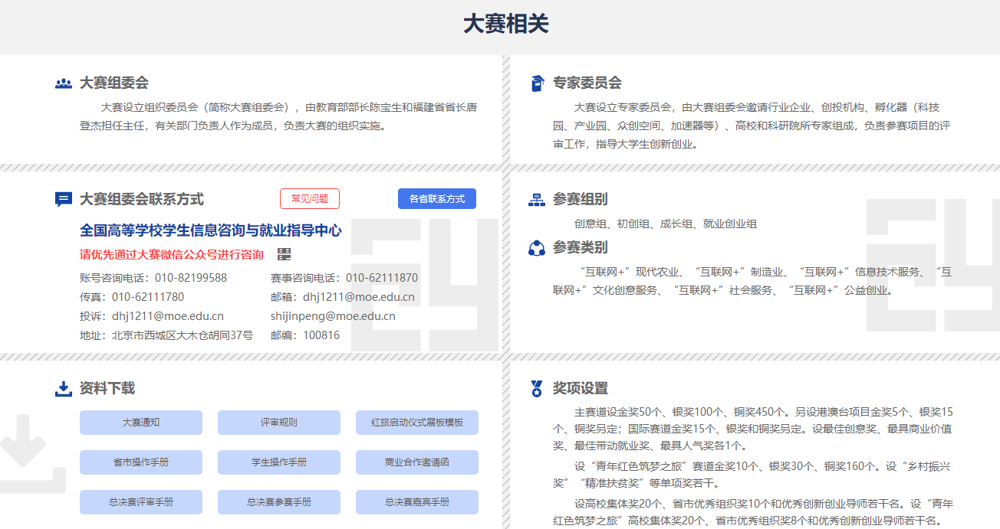 大赛相关
大赛组委会
大赛设立组织委员会（简称大赛组委会），由教育部部长陈宝生和福建省省长唐
登杰担任主任，有关部门负责人作为成员，负责大赛的组织实施。
专家委员会
大赛设立专家委员会，由大赛组委会邀请行业企业、创投机构、孵化器（科技
园、产业园、众创空间、加速器等）、高校和科研院所专家组成，负责参赛项目的评
审工作，指导大学生创新创业。
大赛组委会联系方式 常见问题 各省联系方式
全国高等学校学生信息咨询与就业指导中心
请优先通过大赛微信公众号进行咨询
账号咨询电话：010-82199588 赛事咨询电话：010-62111870
传真：010-62111780 邮箱：dhj1211@moe.edu.cn
投诉：dhj1211@moe.edu.cn shijinpeng@moe.edu.cn
地址：北京市西城区大木仓胡同37号 邮编：100816
参赛组别
创意组、初创组、成长组、就业创业组
参赛类别
“互联网+”现代农业、“互联网+”制造业、“互联网+”信息技术服务、“互
联网+”文化创意服务、“互联网+”社会服务、“互联网+”公益创业。
资料下载
大赛通知 评审规则 红旅启动仪式展板模板
省市操作手册 学生操作手册 商业合作邀请函
总决赛评审手册 总决赛参赛手册 总决赛嘉宾手册
奖项设置
主赛道设金奖50个、银奖100个、铜奖450个。另设港澳台项目金奖5个、银奖15
个、铜奖另定；国际赛道金奖15个、银奖和铜奖另定。设最佳创意奖、最具商业价值
奖、最佳带动就业奖、最具人气奖各1个。
设“青年红色筑梦之旅”赛道金奖10个、银奖30个、铜奖160个。设“乡村振兴
奖”“精准扶贫奖”等单项奖若干。
设高校集体奖20个、省市优秀组织奖10个和优秀创新创业导师若干名。设“青年
红色筑梦之旅”高校集体奖20个、省市优秀组织奖8个和优秀创新创业导师若干名。